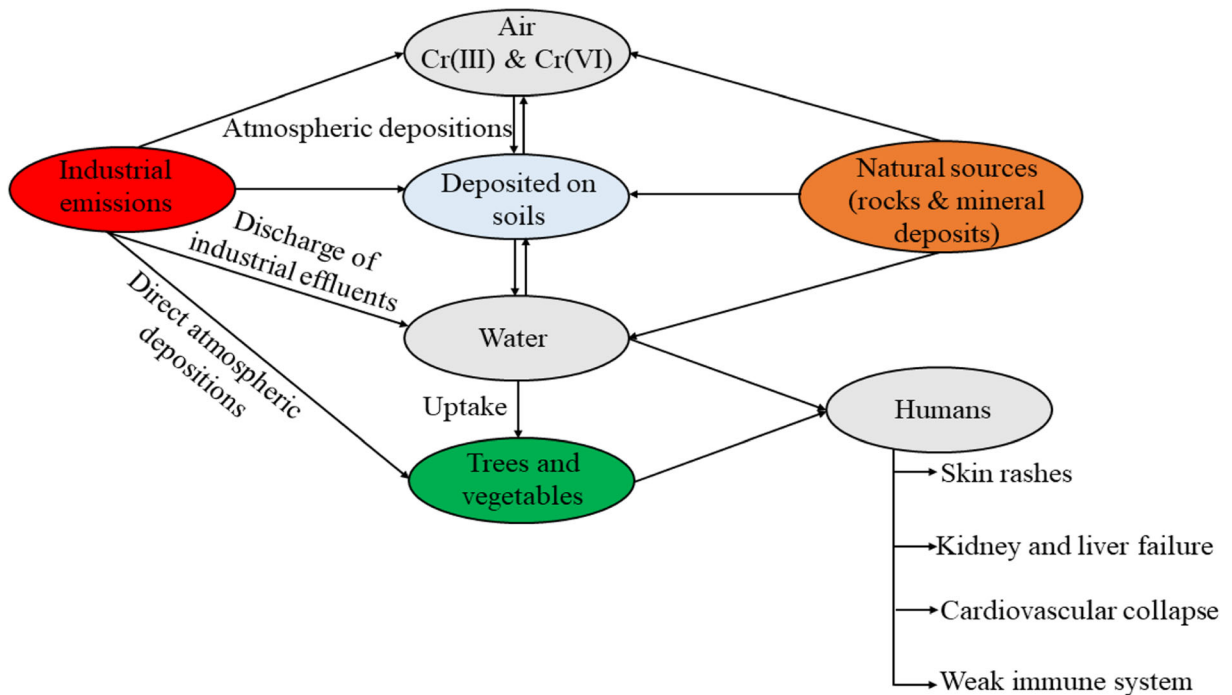 Air
Cr(III) & Cr(VI)
Atmospheric depositions
Industrial
emissions
Deposited on
soils
Natural sources
(rocks & mineral
deposits)
Discharge of
industrial effluents
Direct atmospheric
depositions
Water
Uptake
Humans
Trees and
vegetables
Skin rashes
Kidney and liver failure
Cardiovascular collapse
Weak immune system